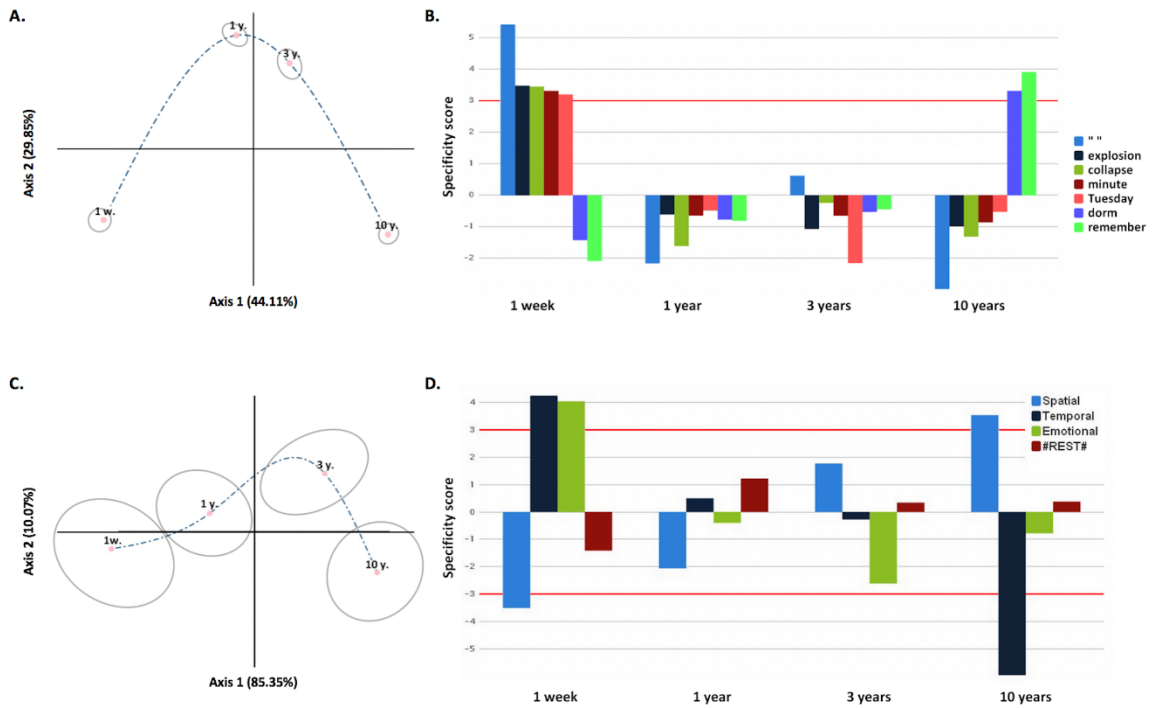 A.
1 y.
3 y.
1 w.
10 y.
Axis 2 (29.85%)
Axis 1 (44.11%)
B.
Specificity score
5
4
3
2
1
0
-1
-2
1 week
1 year
3 years
10 years
" "
explosion
collapse
minute
Tuesday
dorm
remember
C.
3 y.
1 y.
1w.
10 y.
Axis 2 (10.07%)
Axis 1 (85.35%)
D.
Specificity score
4
3
2
1
0
-1
-2
-3
-4
-5
Spatial
Temporal
Emotional
#REST#
1 week
1 year
3 years
10 years